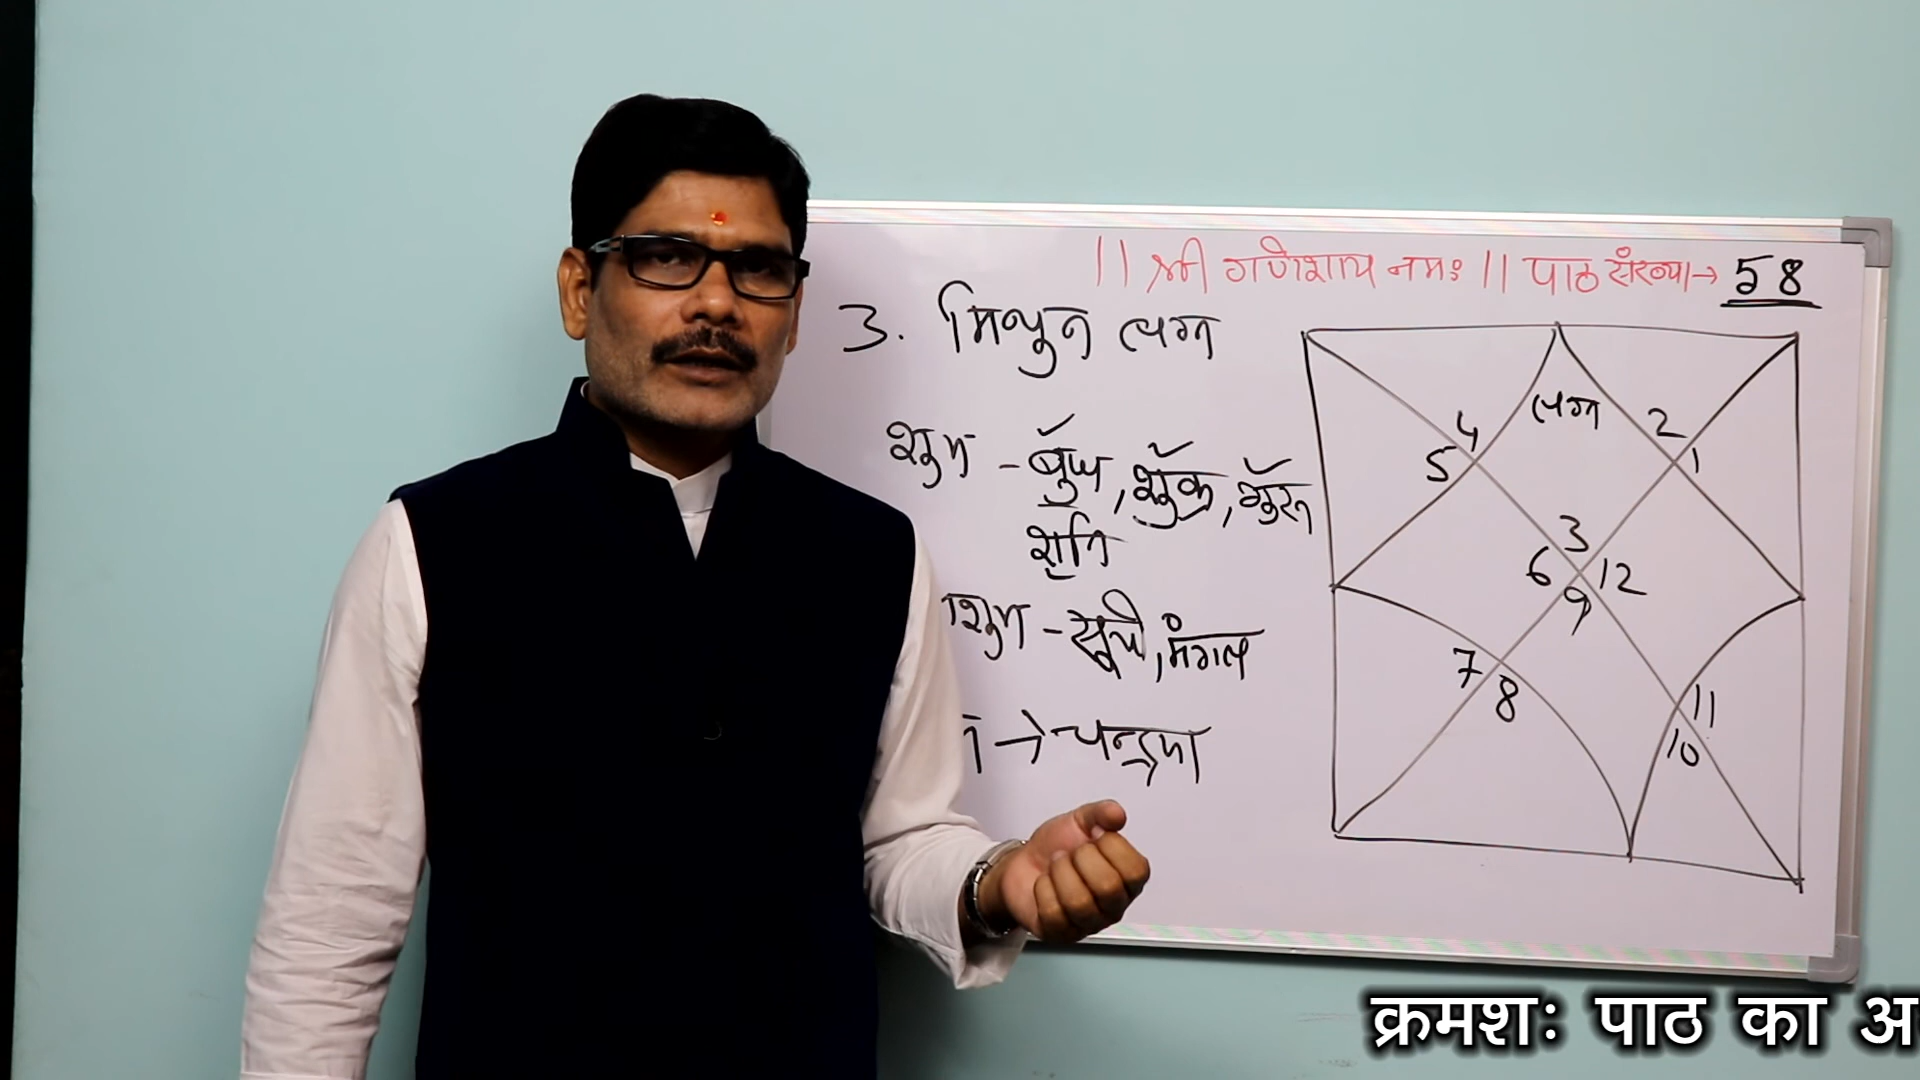 || श्री गणेशाय नमः || पाठ संख्या → 58
3. मिथुन लग्न
शुभ - बुध, शुक्र, गुरु
शनि
शुभ - सूर्य, मंगल
→ चन्द्रमा
लग्न
4 2
5 1
3
6 12
9
7 11
8 10
क्रमशः पाठ का अ